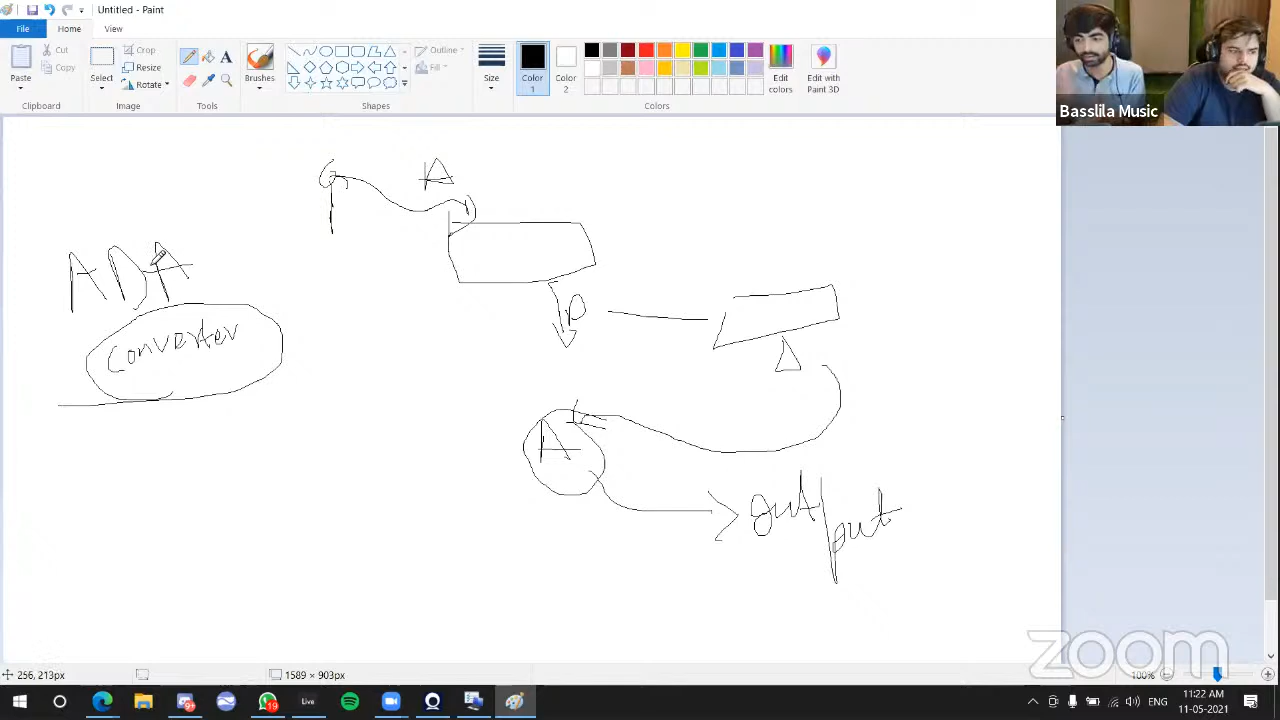 Untitled - Paint
File
Home
View
Paste
Cut
Copy
Clipboard
Select
Crop
Resize
Rotate
Image
A
Tools
Brushes
Outline
Fill
Shapes
Size
Color 1
Color 2
Edit colors
Edit with Paint 3D
Colors
Basslila Music
A
ADA
converter
D
A
output
zoom
256, 213px
1589 × 903px
100%
19
Live
ENG
11:22 AM
11-05-2021